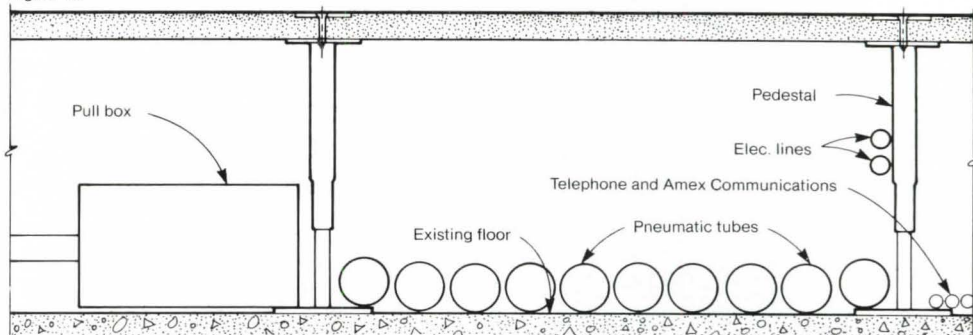 Pull box
Pedestal
Elec. lines
Telephone and Amex Communications
Existing floor
Pneumatic tubes